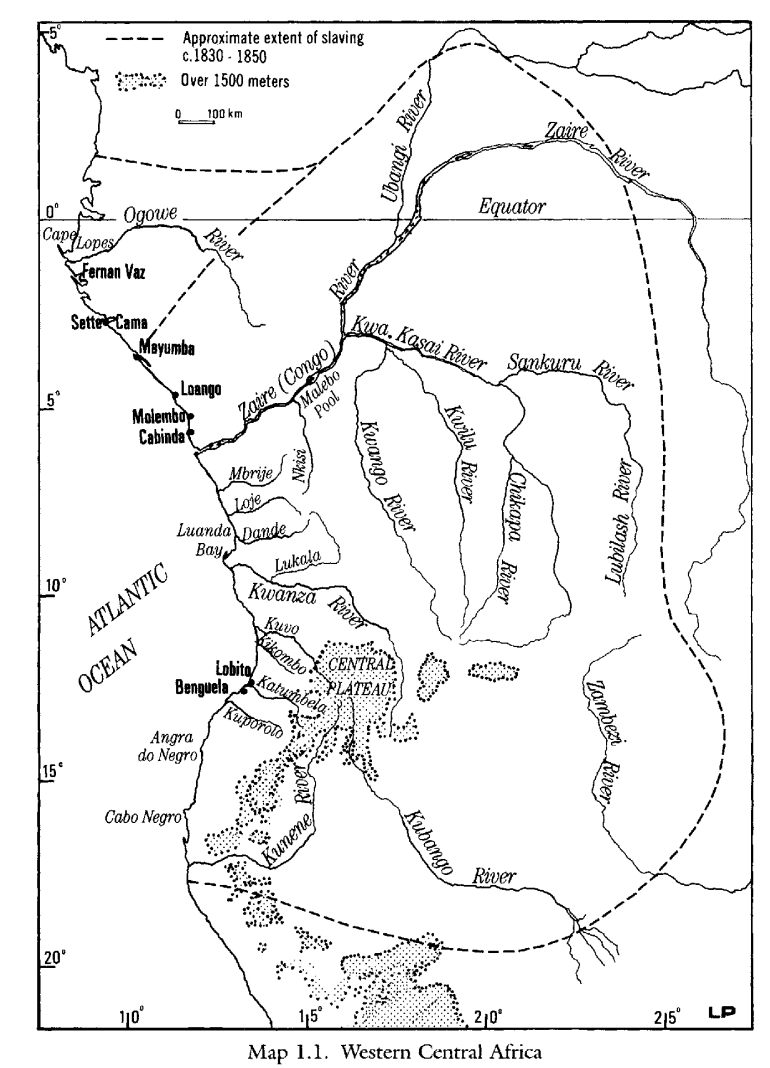 5°
Approximate extent of slaving
c.1830 - 1850
Over 1500 meters
0 100 km
Ubangi River
Zaire River
0°
Ogowe River
Equator
Cape Lopes
Fernan Vaz
River
Sette Cama
Mayumba
Kwa. Kasai River
Sankuru River
Zaire (Congo)
Malebo
Pool
Loango
5°
Molembo
Cabinda
Kwango River
Kwilu River
Nkisi
Mbrije
Chikapa River
Lubilash River
Loje
Luanda
Bay
Dande
Lukala
10°
Kwanza River
ATLANTIC
OCEAN
Kuvo
Kikombo
CENTRAL
PLATEAU
Lobito
Benguela
Katumbela
Zambezi River
Kuporolo
Angra
do Negro
15°
Cabo Negro
Kunene River
Kubango River
20°
10°
15°
20°
25°
LP
Map 1.1. Western Central Africa